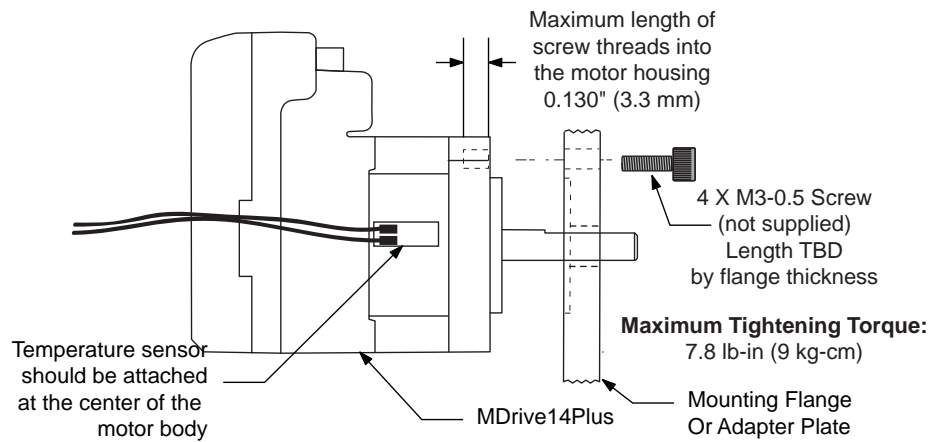 Maximum length of
screw threads into
the motor housing
0.130" (3.3 mm)
4 X M3-0.5 Screw
(not supplied)
Length TBD
by flange thickness
Maximum Tightening Torque:
7.8 lb-in (9 kg-cm)
Temperature sensor
should be attached
at the center of the
motor body
MDrive14Plus
Mounting Flange
Or Adapter Plate